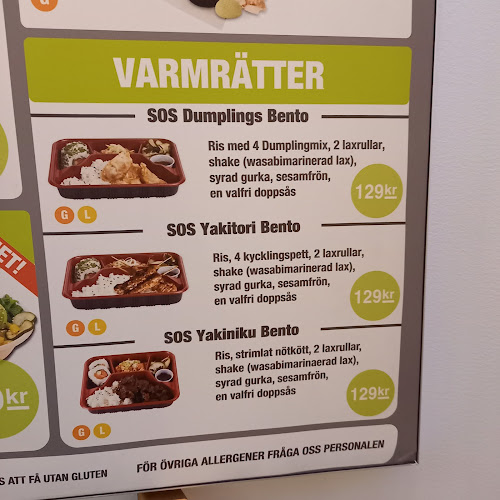 G
VARMRÄTTER
SOS Dumplings Bento
Ris med 4 Dumplingmix, 2 laxrullar,
shake (wasabimarinerad lax),
syrad gurka, sesamfrön,
en valfri doppsås
129kr
G L
SOS Yakitori Bento
Ris, 4 kycklingspett, 2 laxrullar,
shake (wasabimarinerad lax),
syrad gurka, sesamfrön,
en valfri doppsås
129kr
G L
SOS Yakiniku Bento
Ris, strimlat nötkött, 2 laxrullar,
shake (wasabimarinaerad lax),
syrad gurka, sesamfrön,
en valfri doppsås
129kr
G L
ET!
9kr
S ATT FÅ UTAN GLUTEN
FÖR ÖVRIGA ALLERGENER FRÅGA OSS PERSONALEN